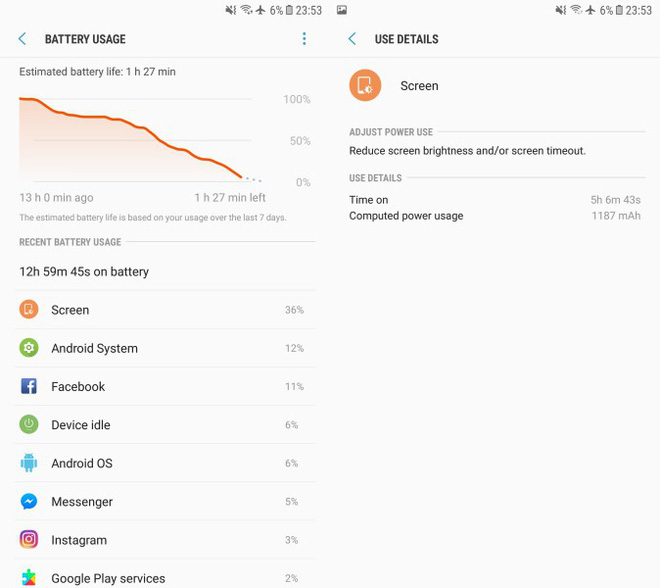 6% 23:53
BATTERY USAGE
Estimated battery life: 1 h 27 min
100%
50%
0%
13 h 0 min ago 1 h 27 min left
The estimated battery life is based on your usage over the last 7 days.
RECENT BATTERY USAGE
12h 59m 45s on battery
Screen 36%
Android System 12%
Facebook 11%
Device idle 6%
Android OS 6%
Messenger 5%
Instagram 3%
Google Play services 2%
6% 23:53
USE DETAILS
Screen
ADJUST POWER USE
Reduce screen brightness and/or screen timeout.
USE DETAILS
Time on 5h 6m 43s
Computed power usage 1187 mAh